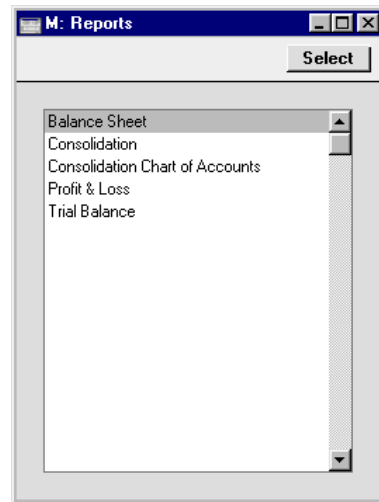 M: Reports
Select
Balance Sheet
Consolidation
Consolidation Chart of Accounts
Profit & Loss
Trial Balance